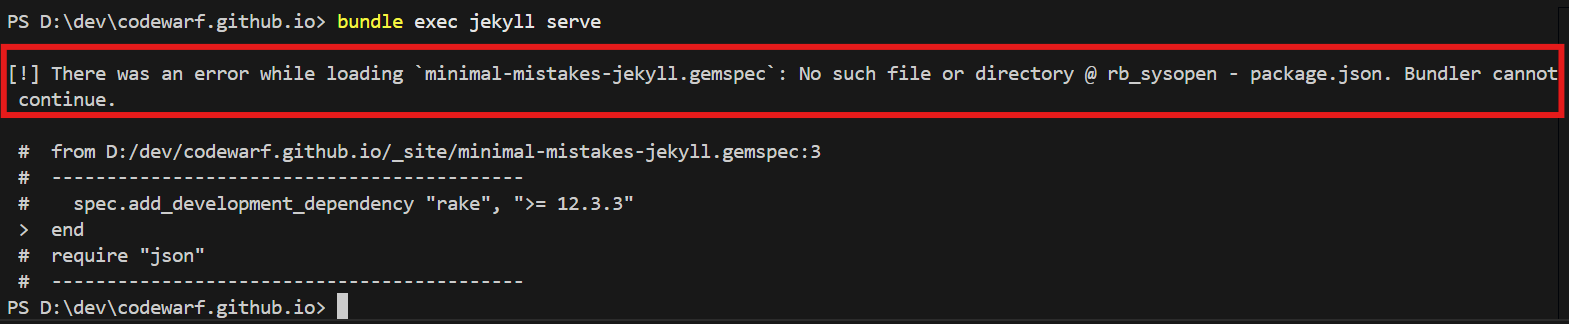 PS D:\dev\codewarf.github.io> bundle exec jekyll serve
[!] There was an error while loading `minimal-mistakes-jekyll.gemspec`: No such file or directory @ rb_sysopen - package.json. Bundler cannot
 continue.
 #  from D:/dev/codewarf.github.io/_site/minimal-mistakes-jekyll.gemspec:3
 #  -------------------------------------------
 #    spec.add_development_dependency "rake", ">= 12.3.3"
 >  end
 #  require "json"
 #  -------------------------------------------
PS D:\dev\codewarf.github.io>